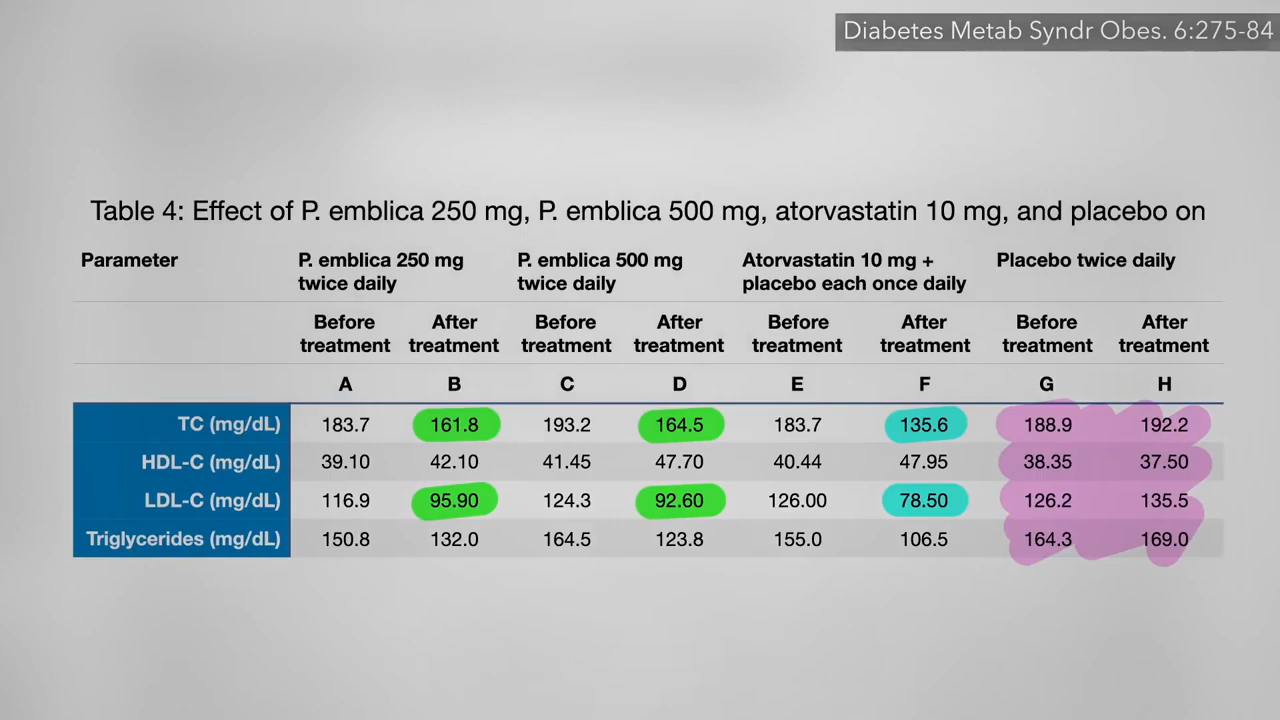 Diabetes Metab Syndr Obes. 6:275-84
Table 4: Effect of P. emblica 250 mg, P. emblica 500 mg, atorvastatin 10 mg, and placebo on
Parameter P. emblica 250 mg twice daily P. emblica 500 mg twice daily Atorvastatin 10 mg + placebo each once daily Placebo twice daily
Before treatment After treatment Before treatment After treatment Before treatment After treatment Before treatment After treatment
A B C D E F G H
TC (mg/dL) 183.7 161.8 193.2 164.5 183.7 135.6 188.9 192.2
HDL-C (mg/dL) 39.10 42.10 41.45 47.70 40.44 47.95 38.35 37.50
LDL-C (mg/dL) 116.9 95.90 124.3 92.60 126.00 78.50 126.2 135.5
Triglycerides (mg/dL) 150.8 132.0 164.5 123.8 155.0 106.5 164.3 169.0